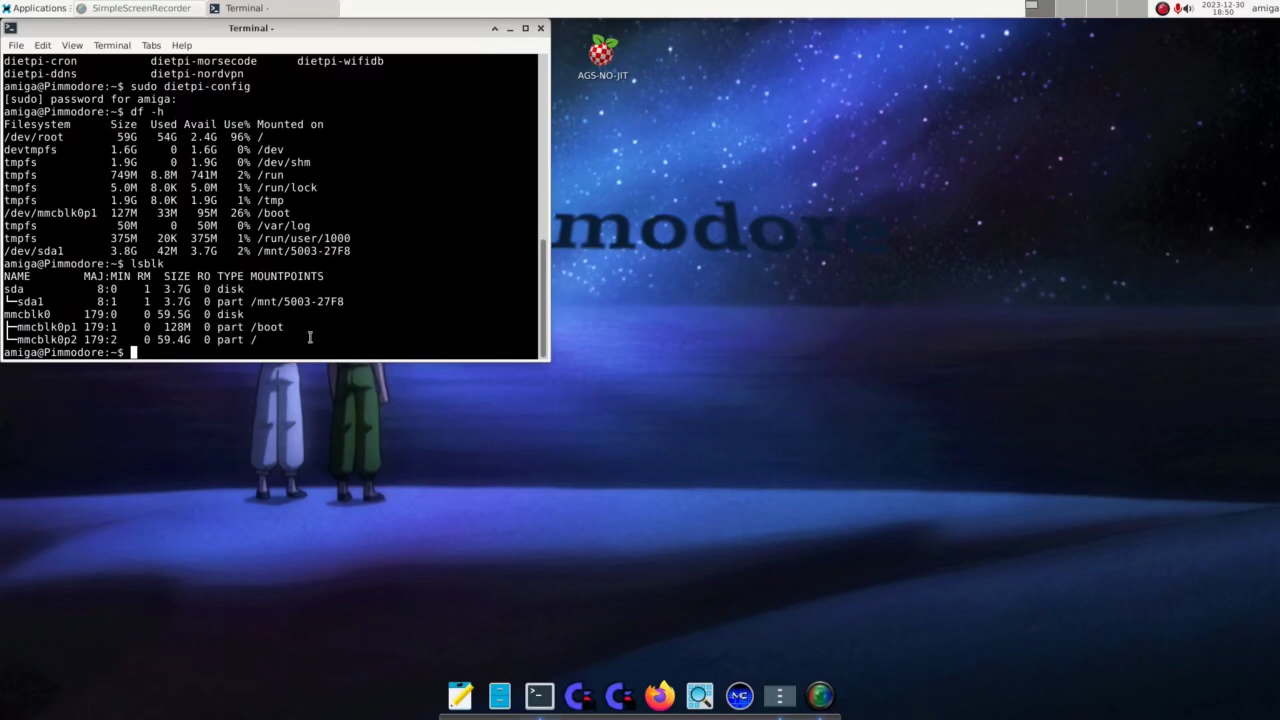 Applications
SimpleScreenRecorder
Terminal -
2023-12-30
18:50
amiga
Terminal -
File Edit View Terminal Tabs Help
dietpi-cron dietpi-morsecode dietpi-wifidb
dietpi-ddns dietpi-nordvpn
amiga@Pimmodore:~$ sudo dietpi-config
[sudo] password for amiga:
amiga@Pimmodore:~$ df -h
Filesystem Size Used Avail Use% Mounted on
/dev/root 59G 54G 2.4G 96% /
devtmpfs 1.6G 0 1.6G 0% /dev
tmpfs 1.9G 0 1.9G 0% /dev/shm
tmpfs 749M 8.8M 741M 2% /run
tmpfs 5.0M 8.0K 5.0M 1% /run/lock
tmpfs 1.9G 8.0K 1.9G 1% /tmp
/dev/mmcblk0p1 127M 33M 95M 26% /boot
tmpfs 50M 0 50M 0% /var/log
tmpfs 375M 20K 375M 1% /run/user/1000
/dev/sda1 3.8G 42M 3.7G 2% /mnt/5003-27F8
amiga@Pimmodore:~$ lsblk
NAME MAJ:MIN RM SIZE RO TYPE MOUNTPOINTS
sda 8:0 1 3.7G 0 disk
└─sda1 8:1 1 3.7G 0 part /mnt/5003-27F8
mmcblk0 179:0 0 59.5G 0 disk
├─mmcblk0p1 179:1 0 128M 0 part /boot
└─mmcblk0p2 179:2 0 59.4G 0 part /
amiga@Pimmodore:~$
AGS-NO-JIT
modore
MC